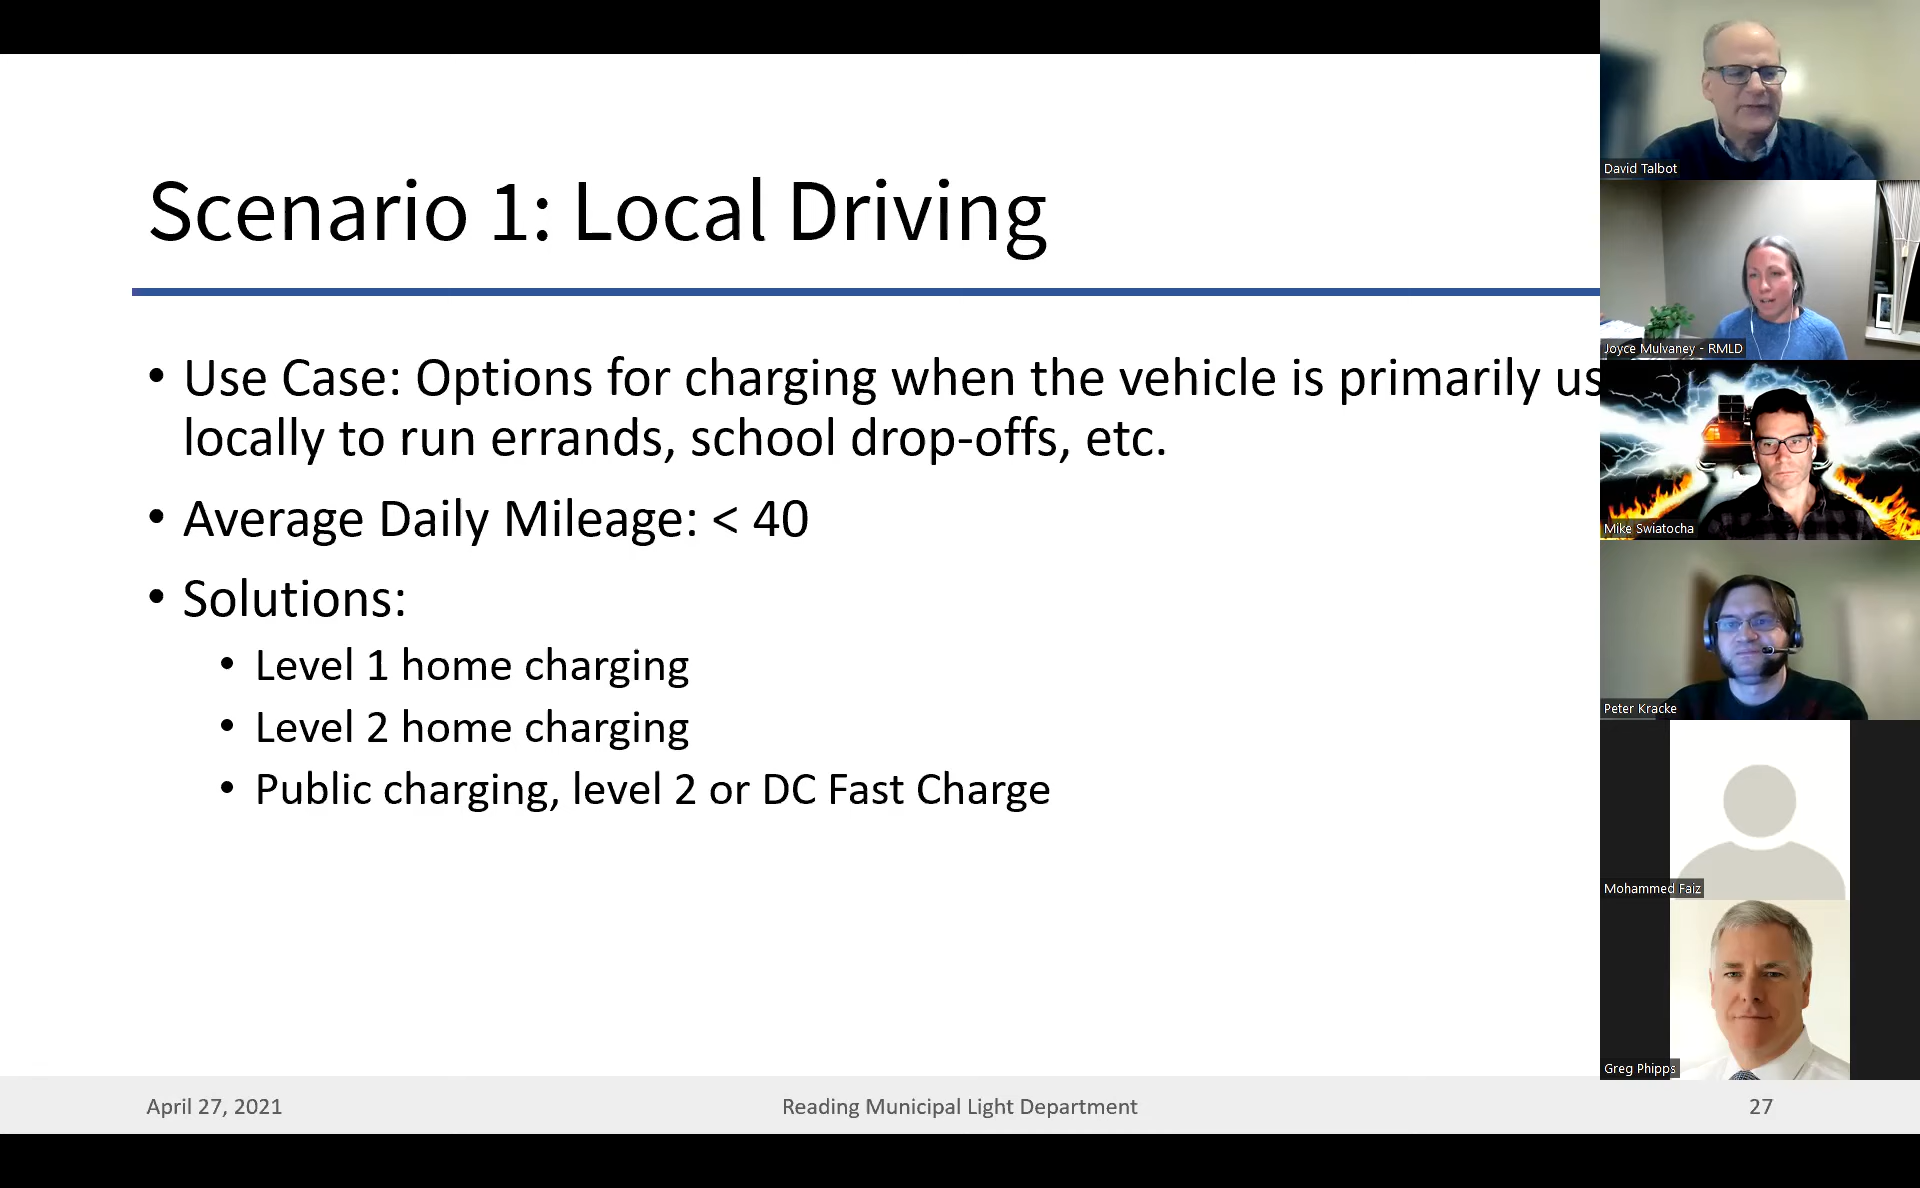 Scenario 1: Local Driving
• Use Case: Options for charging when the vehicle is primarily us
locally to run errands, school drop-offs, etc.
• Average Daily Mileage: < 40
• Solutions:
• Level 1 home charging
• Level 2 home charging
• Public charging, level 2 or DC Fast Charge
April 27, 2021
Reading Municipal Light Department
27
David Talbot
Joyce Mulvaney - RMLD
Mike Swiatocha
Peter Kracke
Mohammed Faiz
Greg Phipps